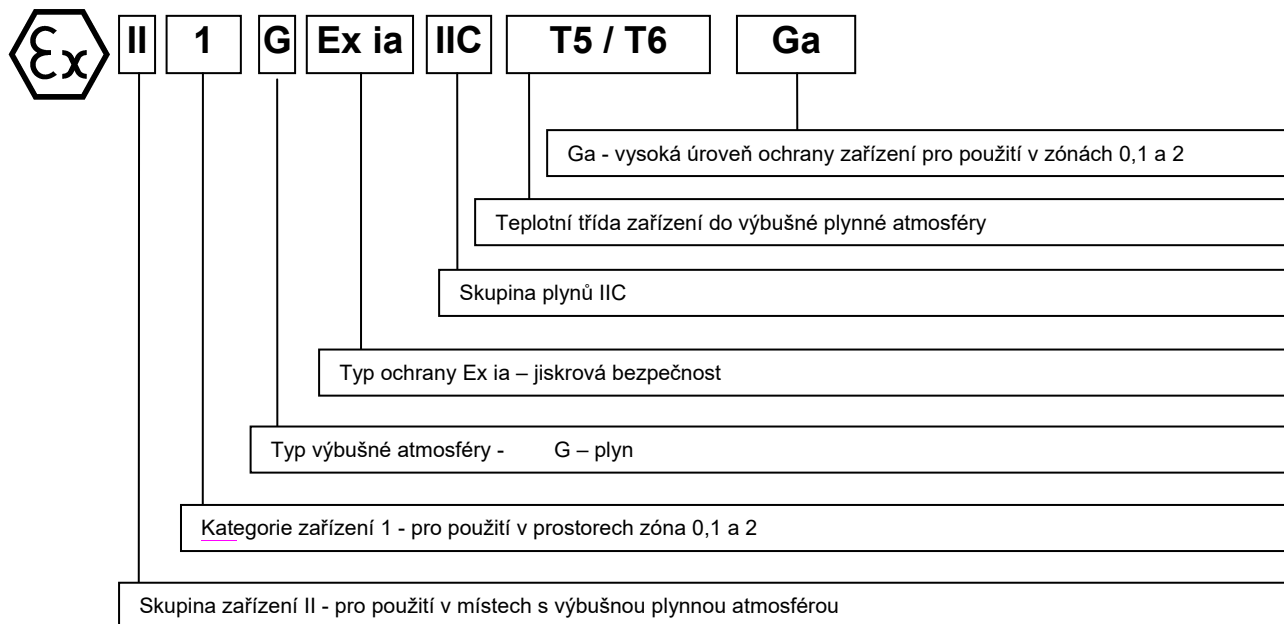 Ex II 1 G Ex ia IIC T5 / T6 Ga
Ga - vysoká úroveň ochrany zařízení pro použití v zónách 0,1 a 2
Teplotní třída zařízení do výbušné plynné atmosféry
Skupina plynů IIC
Typ ochrany Ex ia – jiskrová bezpečnost
Typ výbušné atmosféry - G – plyn
Kategorie zařízení 1 - pro použití v prostorech zóna 0,1 a 2
Skupina zařízení II - pro použití v místech s výbušnou plynnou atmosférou